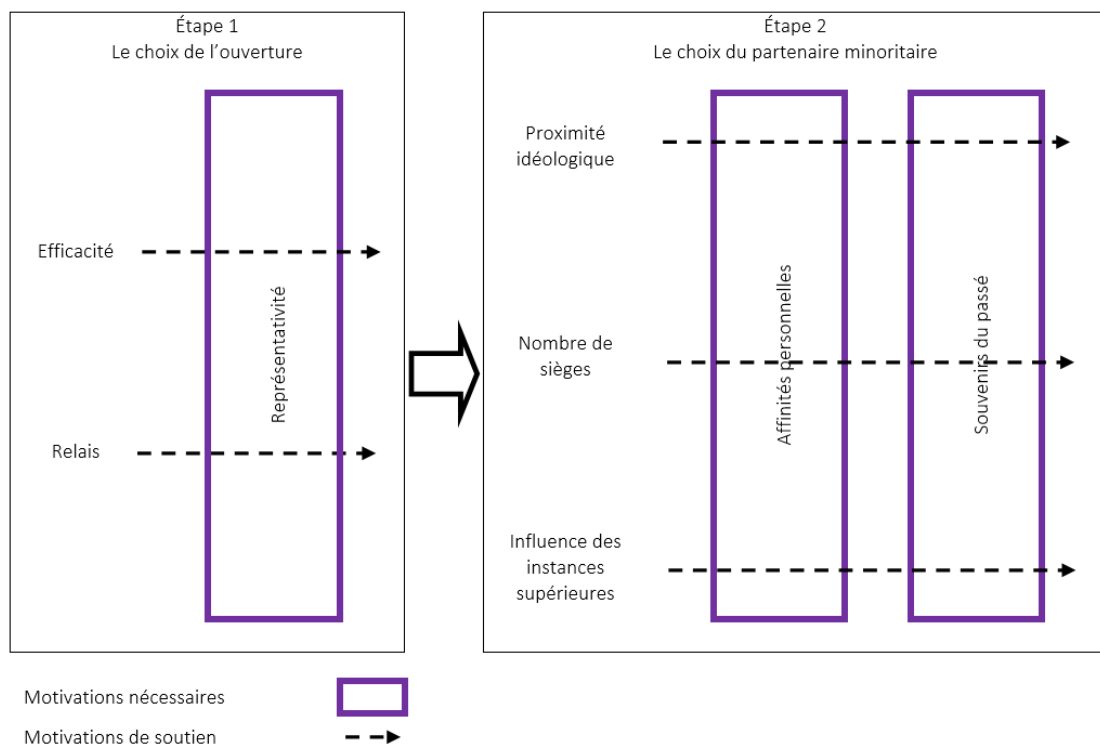 Étape 1
Le choix de l’ouverture
Efficacité
Représentativité
Relais
Étape 2
Le choix du partenaire minoritaire
Proximité
idéologique
Nombre de
sièges
Influence des
instances
supérieures
Affinités personnelles
Souvenirs du passé
Motivations nécessaires
Motivations de soutien